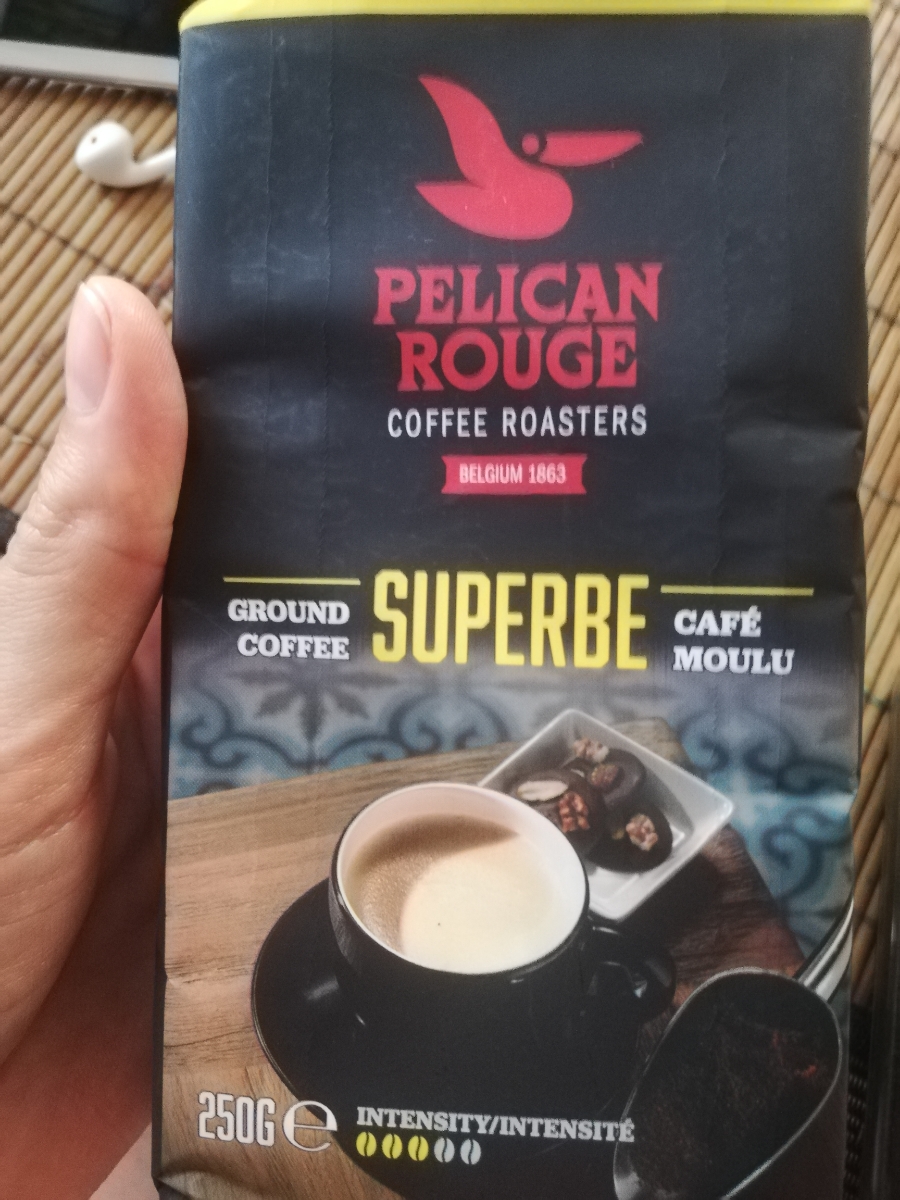 PELICAN
ROUGE
COFFEE ROASTERS
BELGIUM 1863
GROUND
COFFEE
SUPERBE
CAFÉ
MOULU
250G e
INTENSITY/INTENSITÉ